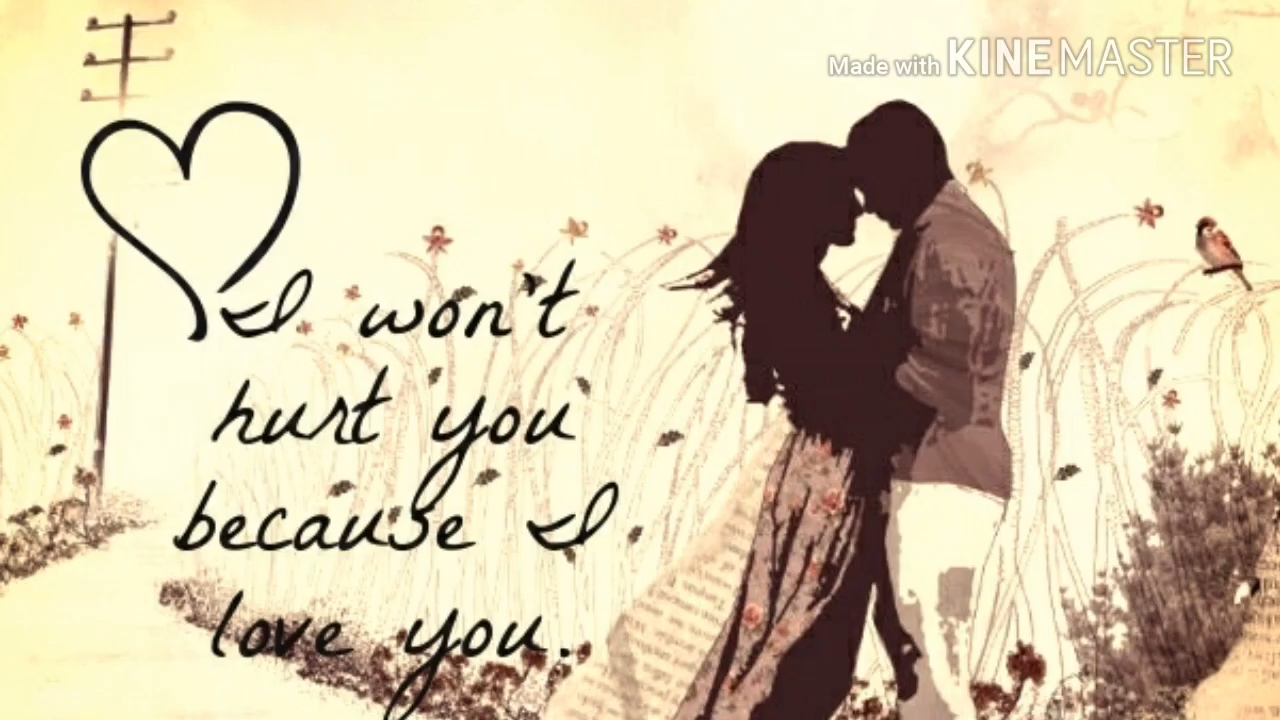 Made with KINEMASTER
I won't
hurt you
because I
love you.